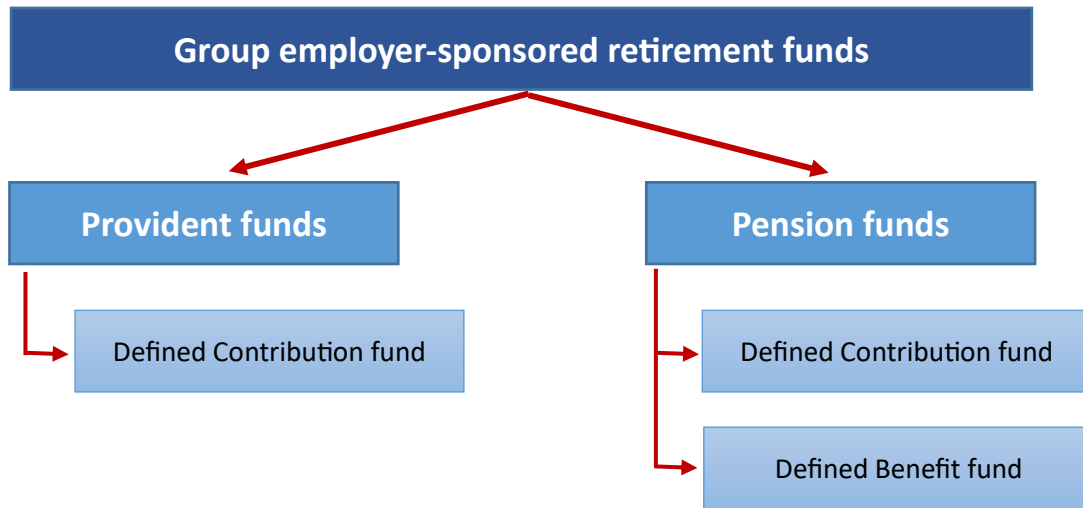 Group employer-sponsored retirement funds
Provident funds
Pension funds
Defined Contribution fund
Defined Contribution fund
Defined Benefit fund